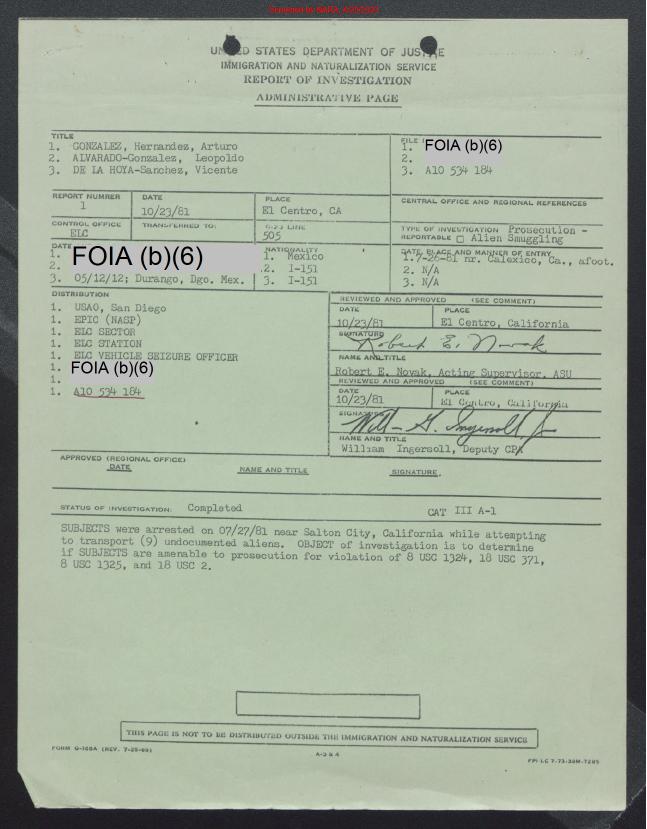 Scanned by NARA, 4/25/2023
UNITED STATES DEPARTMENT OF JUSTICE
IMMIGRATION AND NATURALIZATION SERVICE
REPORT OF INVESTIGATION
ADMINISTRATIVE PAGE
TITLE
1. GONZALEZ, Hernandez, Arturo
2. ALVARADO-Gonzalez, Leopoldo
3. DE LA HOYA-Sanchez, Vicente
FILE
1. FOIA (b)(6)
2.
3. A10 534 184
REPORT NUMBER
1
DATE
10/23/81
PLACE
El Centro, CA
CENTRAL OFFICE AND REGIONAL REFERENCES
CONTROL OFFICE
ELC
TRANSFERRED TO:
G-23 LINE
505
TYPE OF INVESTIGATION Prosecution -
REPORTABLE □ Alien Smuggling
DATE
1. FOIA (b)(6)
2.
3. 05/12/12; Durango, Dgo. Mex.
NATIONALITY
1. Mexico
2. I-151
3. I-151
DATE PLACE AND MANNER OF ENTRY
1. 7-26-81 nr. Calexico, Ca., afoot.
2. N/A
3. N/A
DISTRIBUTION
1. USAO, San Diego
1. EPIC (NASP)
1. ELC SECTOR
1. ELC STATION
1. ELC VEHICLE SEIZURE OFFICER
1. FOIA (b)(6)
1.
1. A10 534 184
REVIEWED AND APPROVED (SEE COMMENT)
DATE
10/23/81
PLACE
El Centro, California
SIGNATURE
Robert E. Novak
NAME AND TITLE
Robert E. Novak, Acting Supervisor, ASU
REVIEWED AND APPROVED (SEE COMMENT)
DATE
10/23/81
PLACE
El Centro, California
SIGNATURE
Will G. Ingersoll Jr
NAME AND TITLE
William Ingersoll, Deputy CPA
APPROVED (REGIONAL OFFICE)
DATE
NAME AND TITLE
SIGNATURE
STATUS OF INVESTIGATION: Completed
CAT III A-1
SUBJECTS were arrested on 07/27/81 near Salton City, California while attempting
to transport (9) undocumented aliens. OBJECT of investigation is to determine
if SUBJECTS are amenable to prosecution for violation of 8 USC 1324, 18 USC 371,
8 USC 1325, and 18 USC 2.
THIS PAGE IS NOT TO BE DISTRIBUTED OUTSIDE THE IMMIGRATION AND NATURALIZATION SERVICE
FORM G-166A (REV. 7-25-69)
A-3 & 4
FPI LC 7-73-30M-7285